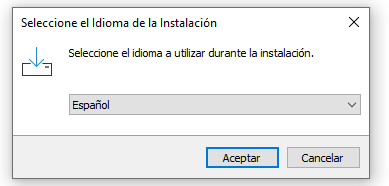 Seleccione el Idioma de la Instalación
Seleccione el idioma a utilizar durante la instalación.
Español
Aceptar
Cancelar